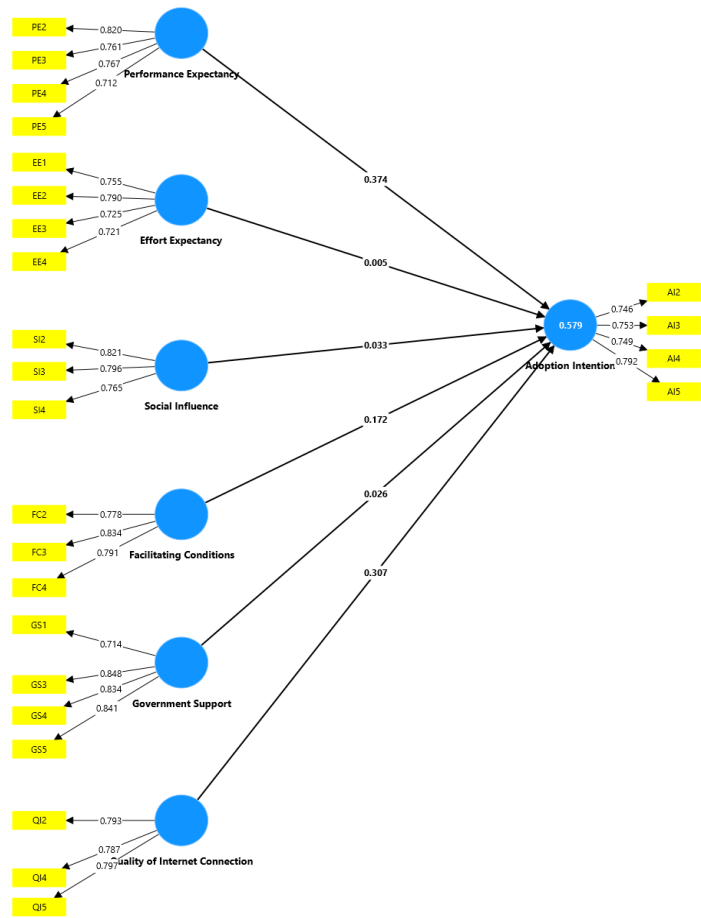 PE2
0.820
PE3
0.761
0.767
Performance Expectancy
PE4
0.712
PE5
EE1
0.755
EE2
0.790
0.725
EE3
0.721
Effort Expectancy
EE4
SI2
0.821
SI3
0.796
0.765
SI4
Social Influence
FC2
0.778
0.834
FC3
0.791
Facilitating Conditions
FC4
GS1
0.714
GS3
0.848
0.834
GS4
0.841
Government Support
GS5
QI2
0.793
0.787
0.797
uality of Internet Connection
QI4
QI5
0.374
0.005
0.033
0.172
0.026
0.307
0.579
Adoption Intention
0.746
AI2
0.753
AI3
0.749
AI4
0.792
AI5